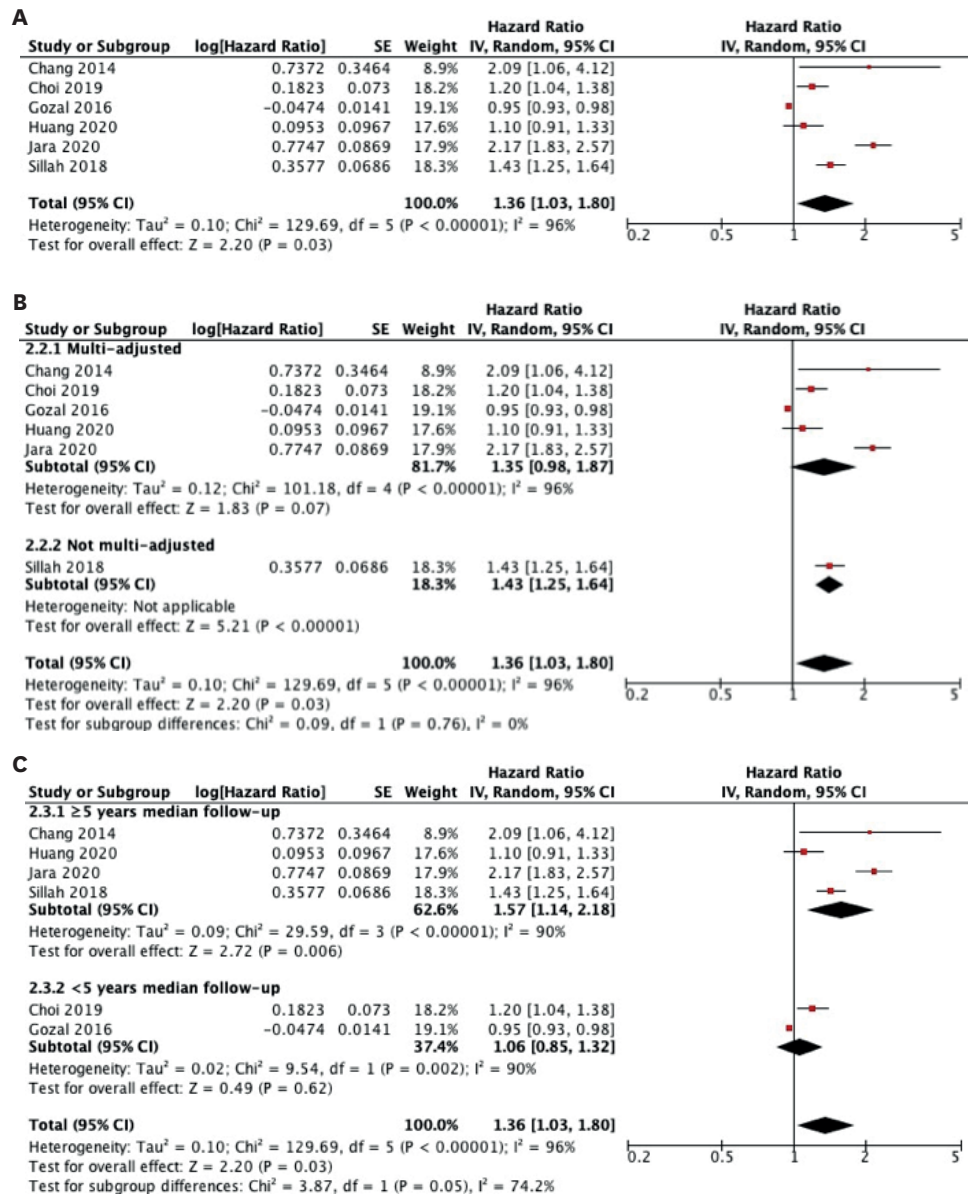 A
Hazard Ratio Hazard Ratio
Study or Subgroup log[Hazard Ratio] SE Weight IV, Random, 95% CI IV, Random, 95% CI
Chang 2014 0.7372 0.3464 8.9% 2.09 [1.06, 4.12]
Choi 2019 0.1823 0.073 18.2% 1.20 [1.04, 1.38]
Gozal 2016 -0.0474 0.0141 19.1% 0.95 [0.93, 0.98]
Huang 2020 0.0953 0.0967 17.6% 1.10 [0.91, 1.33]
Jara 2020 0.7747 0.0869 17.9% 2.17 [1.83, 2.57]
Sillah 2018 0.3577 0.0686 18.3% 1.43 [1.25, 1.64]
Total (95% CI) 100.0% 1.36 [1.03, 1.80]
Heterogeneity: Tau² = 0.10; Chi² = 129.69, df = 5 (P < 0.00001); I² = 96%
Test for overall effect: Z = 2.20 (P = 0.03)
0.2 0.5 1 2 5
B
Hazard Ratio Hazard Ratio
Study or Subgroup log[Hazard Ratio] SE Weight IV, Random, 95% CI IV, Random, 95% CI
2.2.1 Multi-adjusted
Chang 2014 0.7372 0.3464 8.9% 2.09 [1.06, 4.12]
Choi 2019 0.1823 0.073 18.2% 1.20 [1.04, 1.38]
Gozal 2016 -0.0474 0.0141 19.1% 0.95 [0.93, 0.98]
Huang 2020 0.0953 0.0967 17.6% 1.10 [0.91, 1.33]
Jara 2020 0.7747 0.0869 17.9% 2.17 [1.83, 2.57]
Subtotal (95% CI) 81.7% 1.35 [0.98, 1.87]
Heterogeneity: Tau² = 0.12; Chi² = 101.18, df = 4 (P < 0.00001); I² = 96%
Test for overall effect: Z = 1.83 (P = 0.07)
2.2.2 Not multi-adjusted
Sillah 2018 0.3577 0.0686 18.3% 1.43 [1.25, 1.64]
Subtotal (95% CI) 18.3% 1.43 [1.25, 1.64]
Heterogeneity: Not applicable
Test for overall effect: Z = 5.21 (P < 0.00001)
Total (95% CI) 100.0% 1.36 [1.03, 1.80]
Heterogeneity: Tau² = 0.10; Chi² = 129.69, df = 5 (P < 0.00001); I² = 96%
Test for overall effect: Z = 2.20 (P = 0.03)
Test for subgroup differences: Chi² = 0.09, df = 1 (P = 0.76), I² = 0%
0.2 0.5 1 2 5
C
Hazard Ratio Hazard Ratio
Study or Subgroup log[Hazard Ratio] SE Weight IV, Random, 95% CI IV, Random, 95% CI
2.3.1 ≥5 years median follow-up
Chang 2014 0.7372 0.3464 8.9% 2.09 [1.06, 4.12]
Huang 2020 0.0953 0.0967 17.6% 1.10 [0.91, 1.33]
Jara 2020 0.7747 0.0869 17.9% 2.17 [1.83, 2.57]
Sillah 2018 0.3577 0.0686 18.3% 1.43 [1.25, 1.64]
Subtotal (95% CI) 62.6% 1.57 [1.14, 2.18]
Heterogeneity: Tau² = 0.09; Chi² = 29.59, df = 3 (P < 0.00001); I² = 90%
Test for overall effect: Z = 2.72 (P = 0.006)
2.3.2 <5 years median follow-up
Choi 2019 0.1823 0.073 18.2% 1.20 [1.04, 1.38]
Gozal 2016 -0.0474 0.0141 19.1% 0.95 [0.93, 0.98]
Subtotal (95% CI) 37.4% 1.06 [0.85, 1.32]
Heterogeneity: Tau² = 0.02; Chi² = 9.54, df = 1 (P = 0.002); I² = 90%
Test for overall effect: Z = 0.49 (P = 0.62)
Total (95% CI) 100.0% 1.36 [1.03, 1.80]
Heterogeneity: Tau² = 0.10; Chi² = 129.69, df = 5 (P < 0.00001); I² = 96%
Test for overall effect: Z = 2.20 (P = 0.03)
Test for subgroup differences: Chi² = 3.87, df = 1 (P = 0.05), I² = 74.2%
0.2 0.5 1 2 5